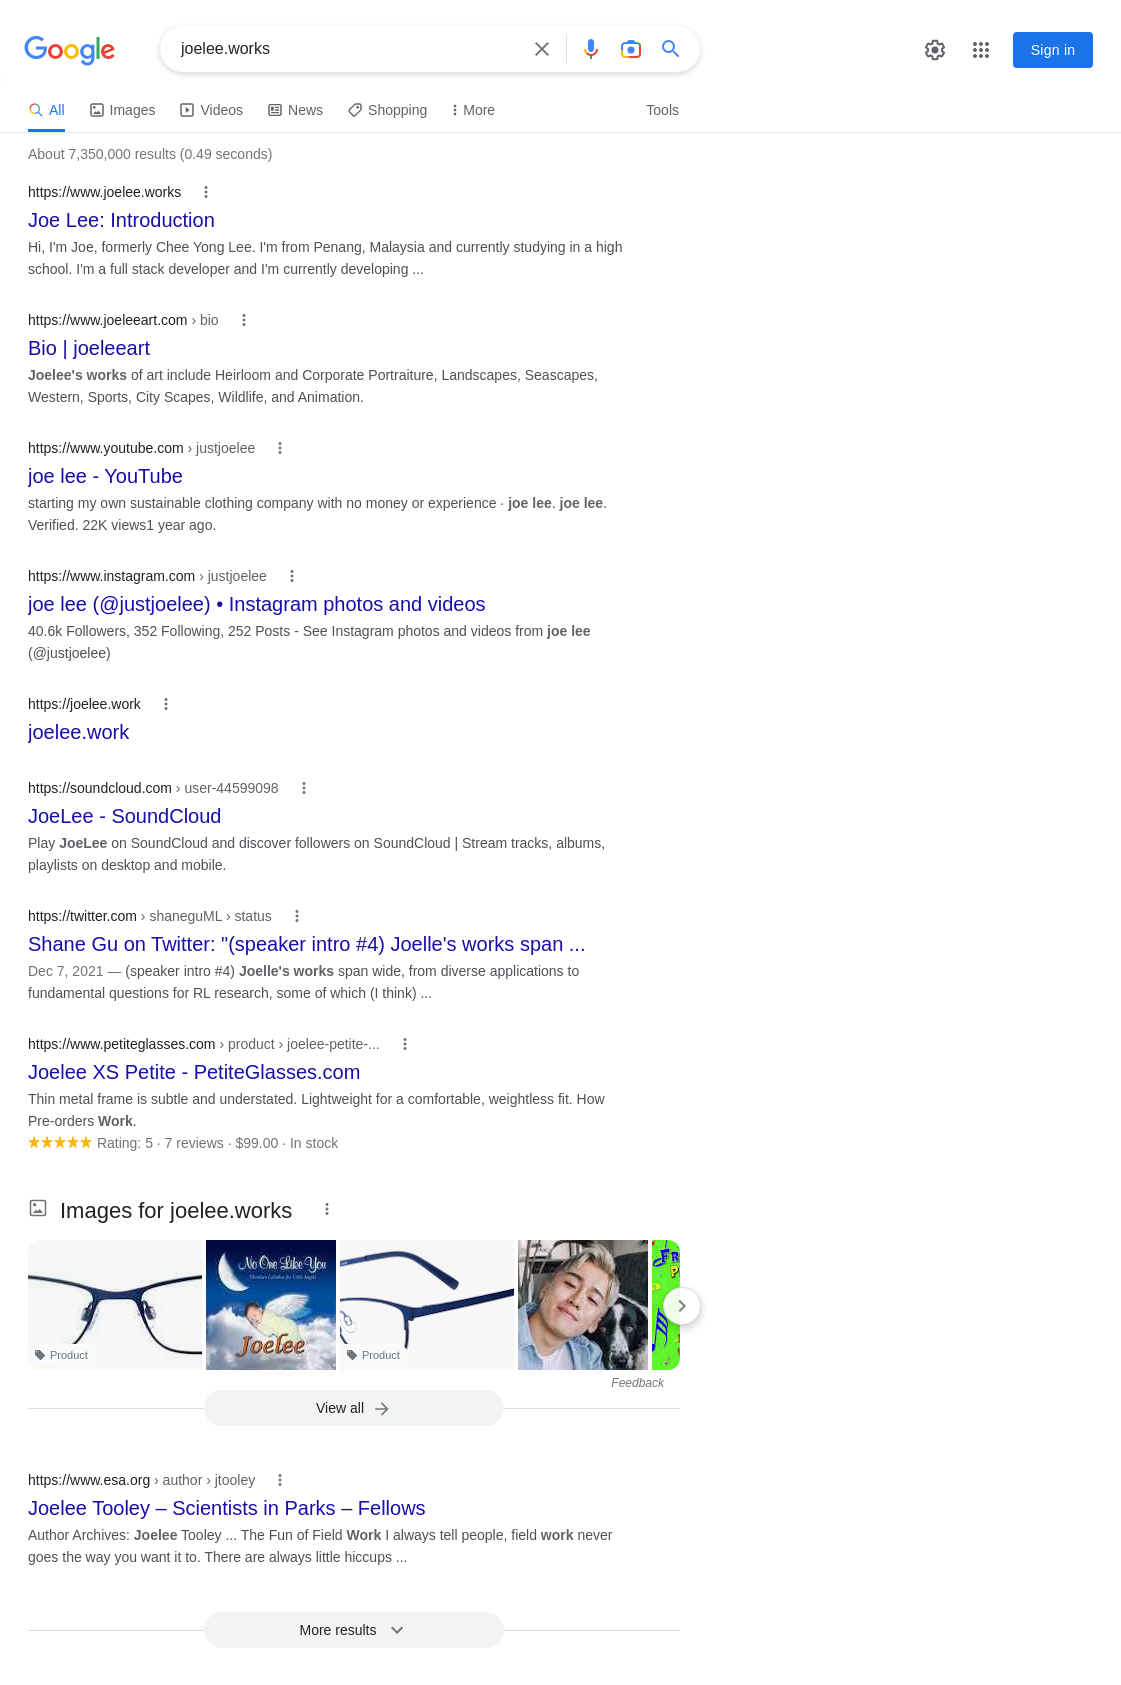 Google
joelee.works
Sign in
All
Images
Videos
News
Shopping
More
Tools
About 7,350,000 results (0.49 seconds)
https://www.joelee.works
Joe Lee: Introduction
Hi, I'm Joe, formerly Chee Yong Lee. I'm from Penang, Malaysia and currently studying in a high
school. I'm a full stack developer and I'm currently developing ...
https://www.joeleeart.com › bio
Bio | joeleeart
Joelee's works of art include Heirloom and Corporate Portraiture, Landscapes, Seascapes,
Western, Sports, City Scapes, Wildlife, and Animation.
https://www.youtube.com › justjoelee
joe lee - YouTube
starting my own sustainable clothing company with no money or experience · joe lee. joe lee.
Verified. 22K views1 year ago.
https://www.instagram.com › justjoelee
joe lee (@justjoelee) • Instagram photos and videos
40.6k Followers, 352 Following, 252 Posts - See Instagram photos and videos from joe lee
(@justjoelee)
https://joelee.work
joelee.work
https://soundcloud.com › user-44599098
JoeLee - SoundCloud
Play JoeLee on SoundCloud and discover followers on SoundCloud | Stream tracks, albums,
playlists on desktop and mobile.
https://twitter.com › shaneguML › status
Shane Gu on Twitter: "(speaker intro #4) Joelle's works span ...
Dec 7, 2021 — (speaker intro #4) Joelle's works span wide, from diverse applications to
fundamental questions for RL research, some of which (I think) ...
https://www.petiteglasses.com › product › joelee-petite-...
Joelee XS Petite - PetiteGlasses.com
Thin metal frame is subtle and understated. Lightweight for a comfortable, weightless fit. How
Pre-orders Work.
Rating: 5 · 7 reviews · $99.00 · In stock
Images for joelee.works
No One Like You
Joelee
Product
Product
Feedback
View all
https://www.esa.org › author › jtooley
Joelee Tooley – Scientists in Parks – Fellows
Author Archives: Joelee Tooley ... The Fun of Field Work I always tell people, field work never
goes the way you want it to. There are always little hiccups ...
More results